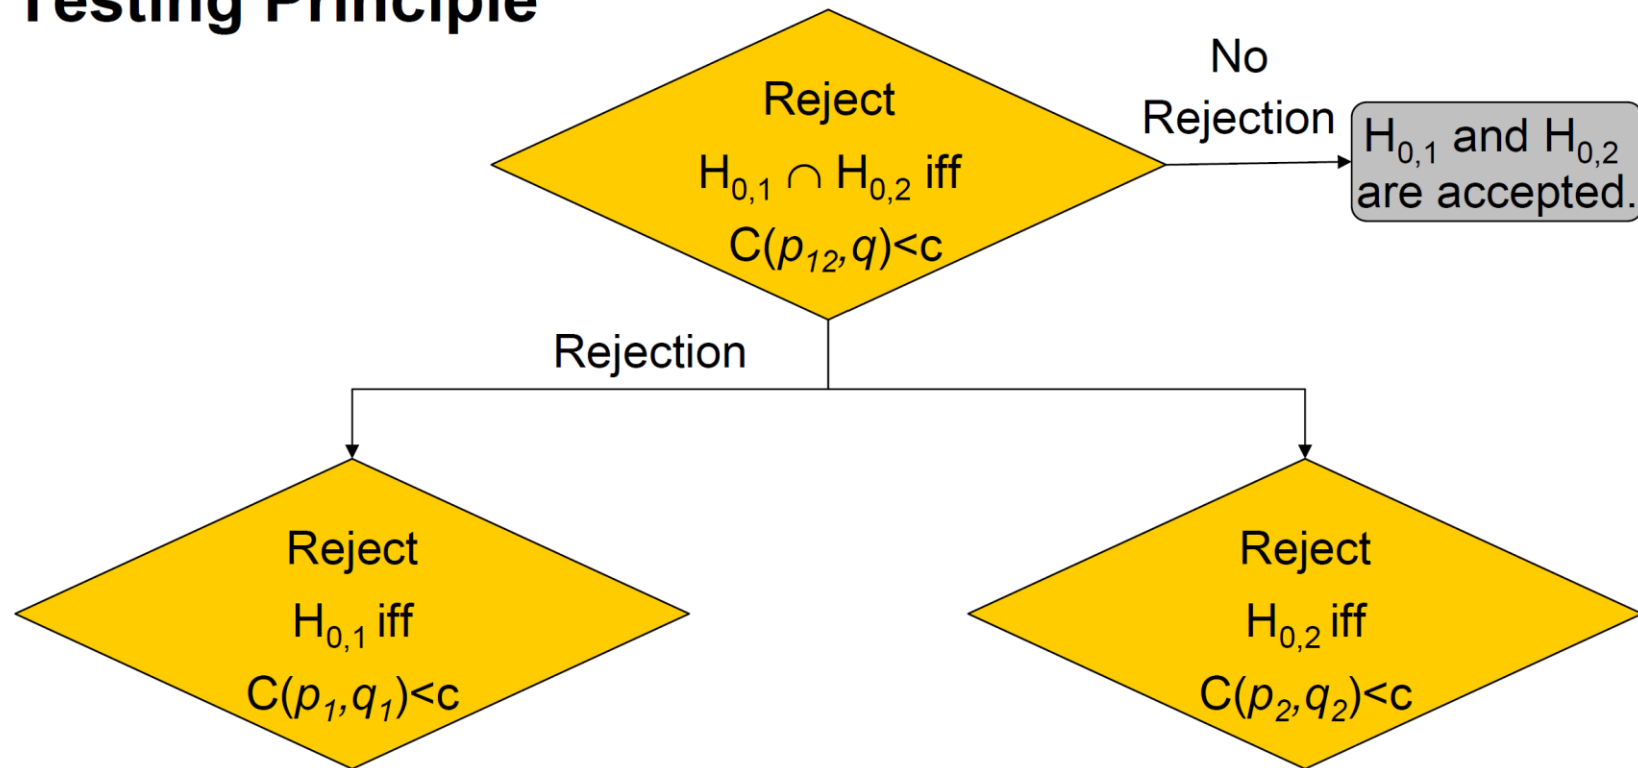 Testing Principle
Reject
H0,1 ∩ H0,2 iff
C(p12,q)<c
No
Rejection
H0,1 and H0,2
are accepted.
Rejection
Reject
H0,1 iff
C(p1,q1)<c
Reject
H0,2 iff
C(p2,q2)<c